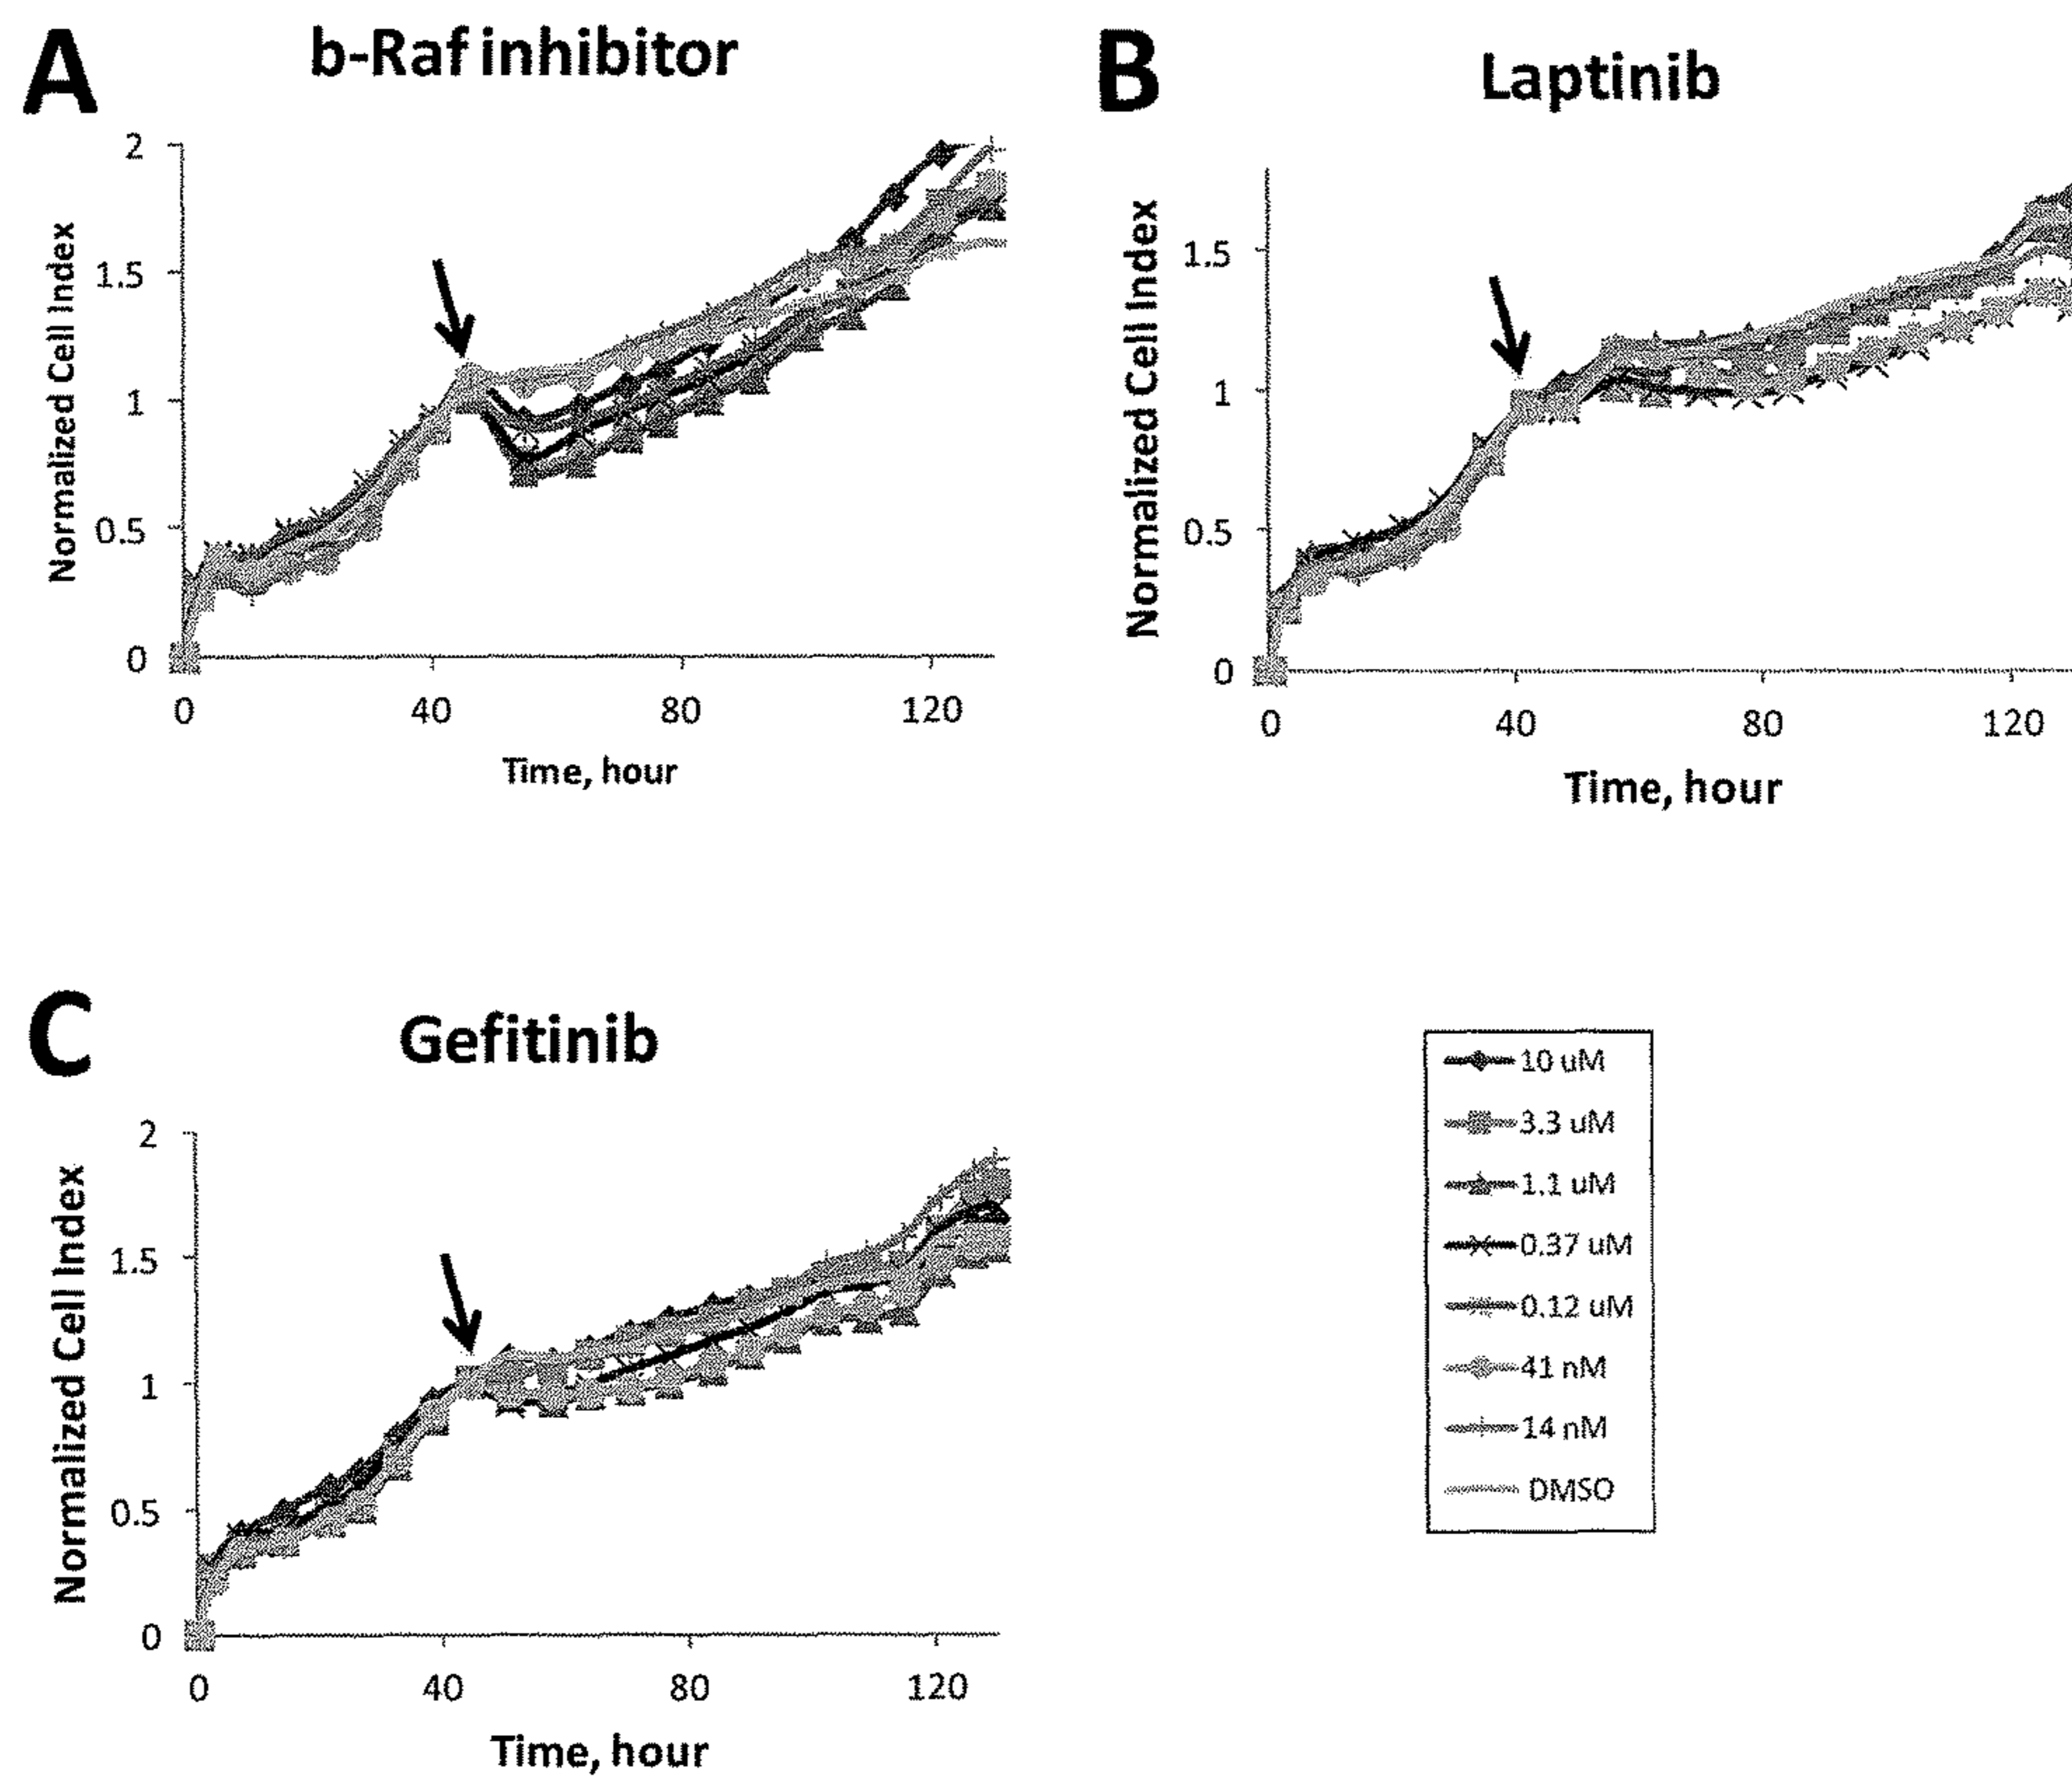 A
b-Raf inhibitor
Normalized Cell Index
2
1.5
1
0.5
0
0 40 80 120
Time, hour
B
Laptinib
Normalized Cell Index
1.5
1
0.5
0
0 40 80 120
Time, hour
C
Gefitinib
Normalized Cell Index
2
1.5
1
0.5
0
0 40 80 120
Time, hour
10 uM
3.3 uM
1.1 uM
0.37 uM
0.12 uM
41 nM
14 nM
DMSO